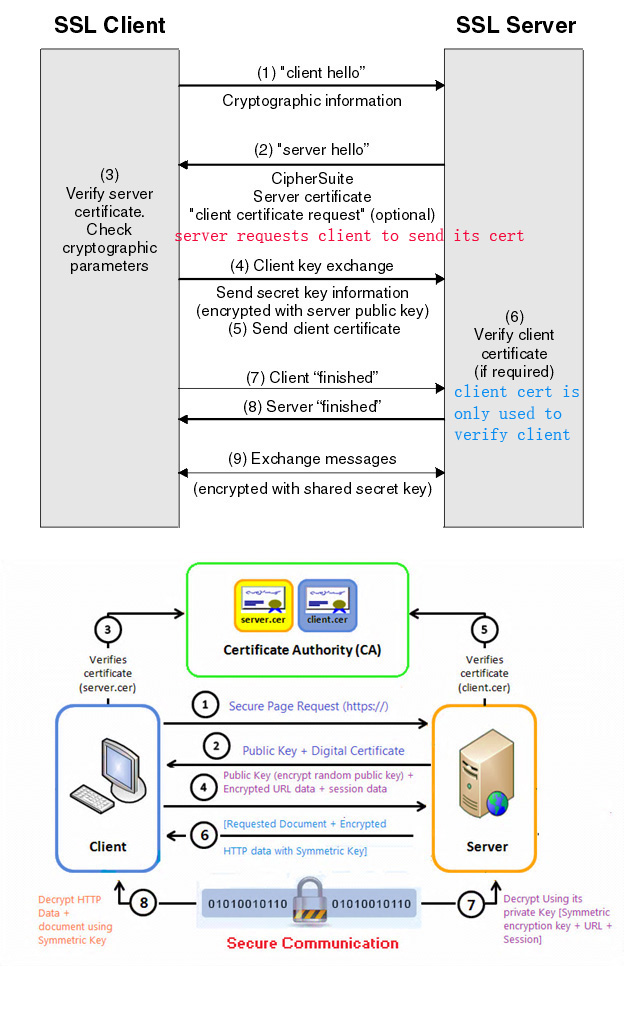 SSL Client
SSL Server
(1) "client hello”
Cryptographic information
(2) "server hello”
CipherSuite
Server certificate
"client certificate request" (optional)
server requests client to send its cert
(3)
Verify server
certificate.
Check
cryptographic
parameters
(4) Client key exchange
Send secret key information
(encrypted with server public key)
(5) Send client certificate
(6)
Verify client
certificate
(if required)
client cert is
only used to
verify client
(7) Client “finished”
(8) Server “finished”
(9) Exchange messages
(encrypted with shared secret key)
server.cer
client.cer
Certificate Authority (CA)
3
Verifies
certificate
(server.cer)
5
Verifies
certificate
(client.cer)
1
Secure Page Request (https://)
2
Public Key + Digital Certificate
4
Public Key (encrypt random public key) +
Encrypted URL data + session data
6
[Requested Document + Encrypted
HTTP data with Symmetric Key]
Client
Server
Decrypt HTTP
Data +
document using
Symmetric Key
8
01010010110
01010010110
Secure Communication
7
Decrypt Using its
private Key [Symmetric
encryption key + URL +
Session]